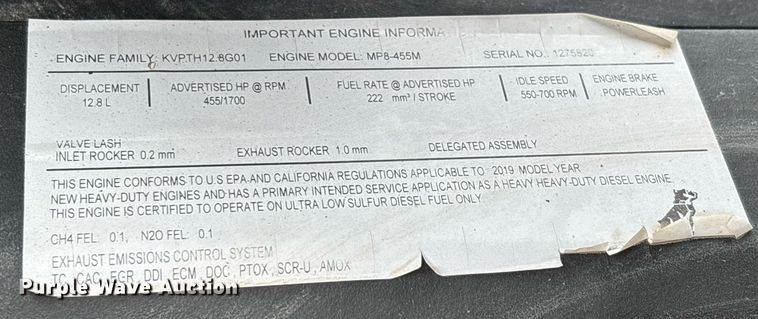 IMPORTANT ENGINE INFORMA
ENGINE FAMILY: KVPTH12.8G01 ENGINE MODEL: MP8-455M SERIAL NO. 1275820
DISPLACEMENT ADVERTISED HP @ RPM FUEL RATE @ ADVERTISED HP IDLE SPEED ENGINE BRAKE
12.8 L 455/1700 222 mm³ / STROKE 550-700 RPM POWERLEASH
VALVE LASH
INLET ROCKER 0.2 mm EXHAUST ROCKER 1.0 mm DELEGATED ASSEMBLY
THIS ENGINE CONFORMS TO U.S EPA AND CALIFORNIA REGULATIONS APPLICABLE TO 2019 MODEL YEAR
NEW HEAVY-DUTY ENGINES AND HAS A PRIMARY INTENDED SERVICE APPLICATION AS A HEAVY HEAVY-DUTY DIESEL ENGINE
THIS ENGINE IS CERTIFIED TO OPERATE ON ULTRA LOW SULFUR DIESEL FUEL ONLY.
CH4 FEL: 0.1, N2O FEL: 0.1
EXHAUST EMISSIONS CONTROL SYSTEM
TC, CAC, EGR, DDI, ECM, DOC, PTOX, SCR-U, AMOX
Purple Wave Auction